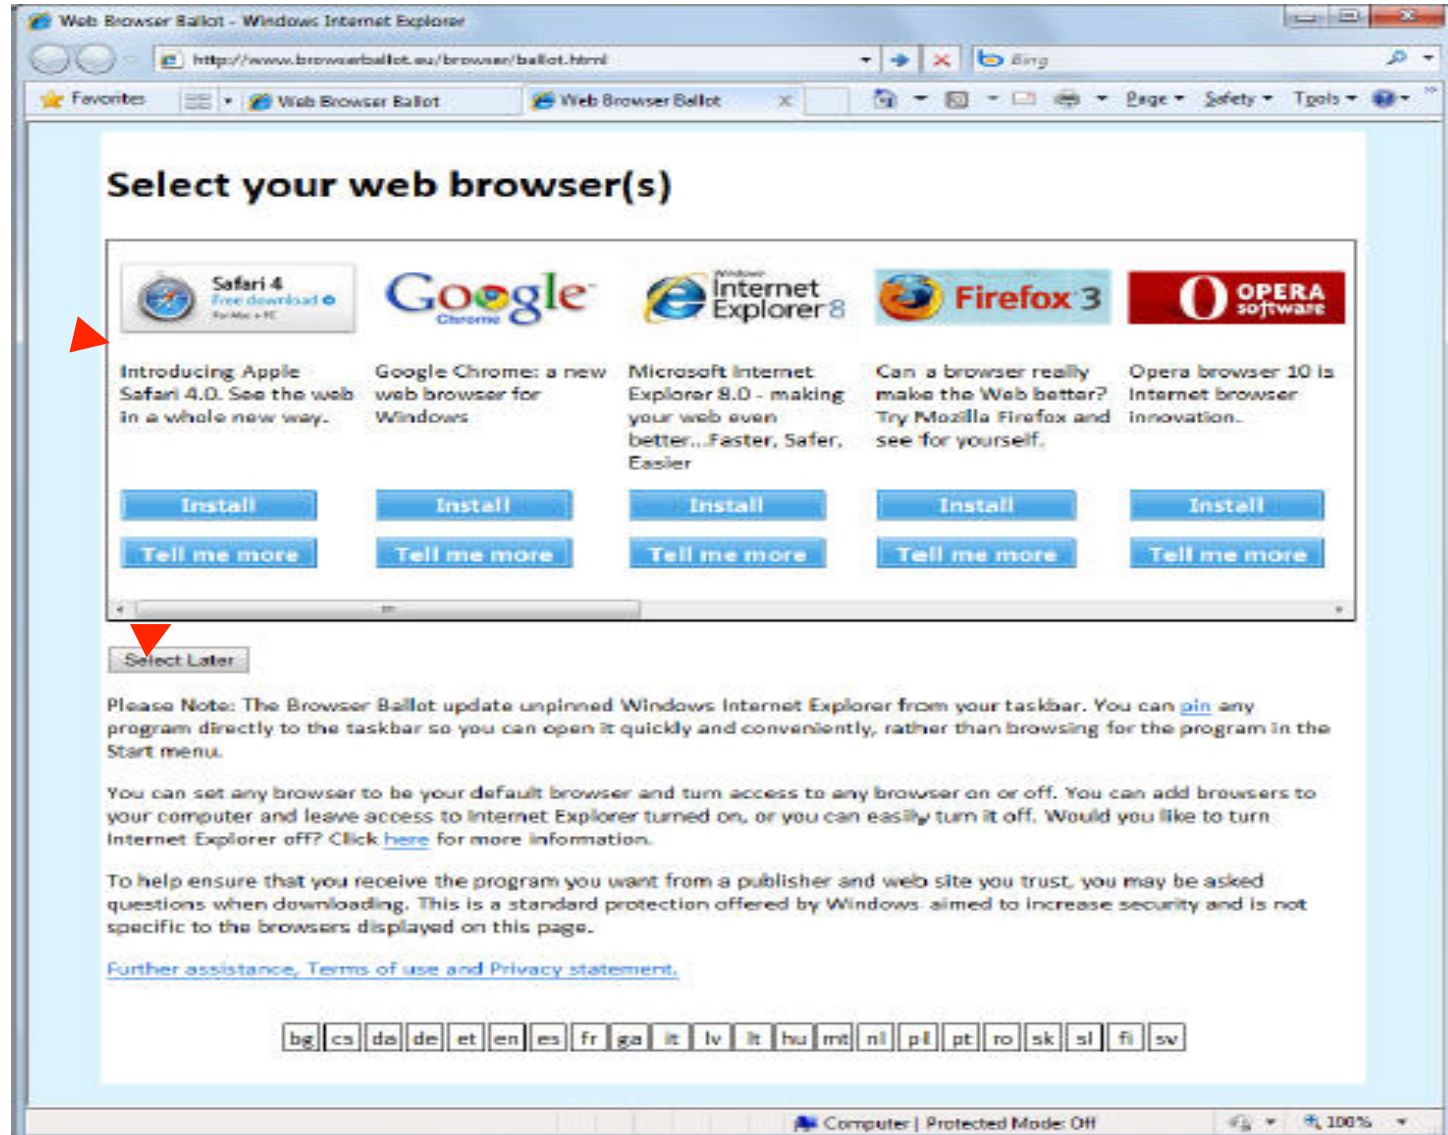 Web Browser Ballot - Windows Internet Explorer
http://www.browserballot.eu/browser/ballot.html
Bing
Favorites
Web Browser Ballot
Web Browser Ballot
Page
Safety
Tools
Select your web browser(s)
Safari 4
Free download
For Mac + PC
Google
Chrome
Windows
Internet
Explorer 8
Firefox 3
OPERA
software
Introducing Apple
Safari 4.0. See the web
in a whole new way.
Google Chrome: a new
web browser for
Windows
Microsoft Internet
Explorer 8.0 - making
your web even
better...Faster, Safer,
Easier
Can a browser really
make the Web better?
Try Mozilla Firefox and
see for yourself.
Opera browser 10 is
Internet browser
innovation.
Install
Install
Install
Install
Install
Tell me more
Tell me more
Tell me more
Tell me more
Tell me more
Select Later
Please Note: The Browser Ballot update unpinned Windows Internet Explorer from your taskbar. You can pin any
program directly to the taskbar so you can open it quickly and conveniently, rather than browsing for the program in the
Start menu.
You can set any browser to be your default browser and turn access to any browser on or off. You can add browsers to
your computer and leave access to Internet Explorer turned on, or you can easily turn it off. Would you like to turn
Internet Explorer off? Click here for more information.
To help ensure that you receive the program you want from a publisher and web site you trust, you may be asked
questions when downloading. This is a standard protection offered by Windows aimed to increase security and is not
specific to the browsers displayed on this page.
Further assistance, Terms of use and Privacy statement.
bg cs da de et en es fr ga it lv lt hu mt nl pl pt ro sk sl fi sv
Computer | Protected Mode: Off
100%